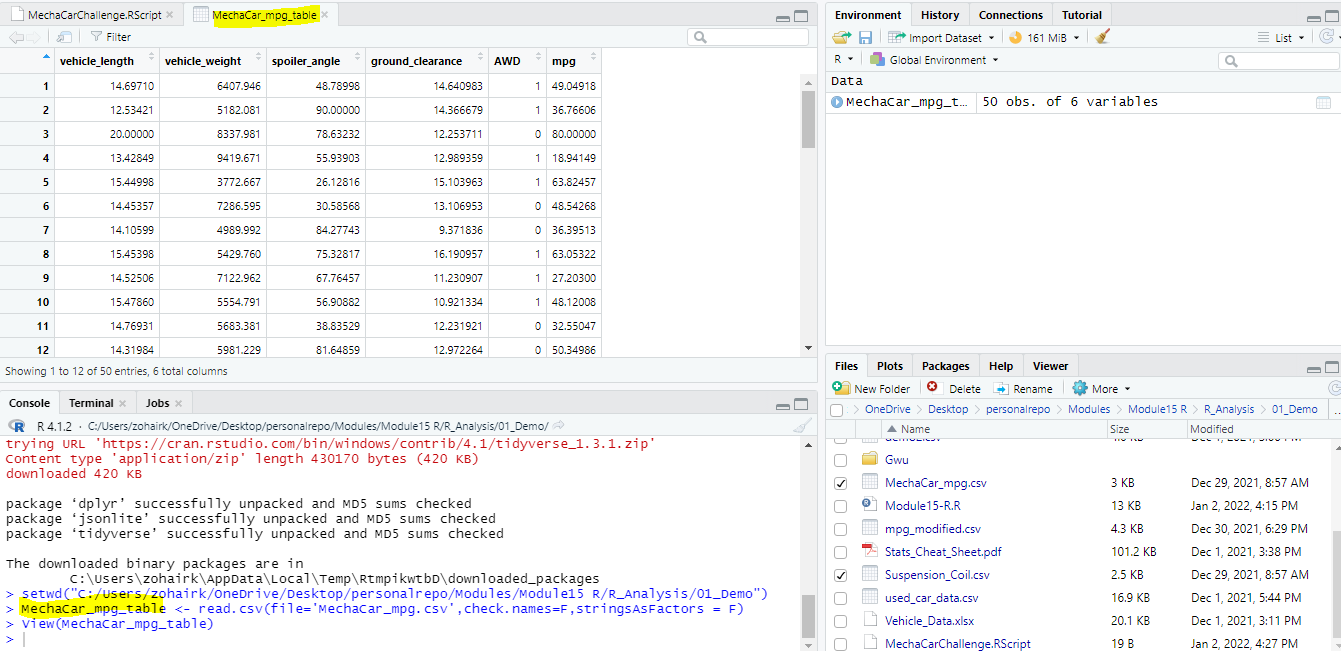 MechaCarChallenge.RScript
MechaCar_mpg_table
Filter
vehicle_length vehicle_weight spoiler_angle ground_clearance AWD mpg
1 14.69710 6407.946 48.78998 14.640983 1 49.04918
2 12.53421 5182.081 90.00000 14.366679 1 36.76606
3 20.00000 8337.981 78.63232 12.253711 0 80.00000
4 13.42849 9419.671 55.93903 12.989359 1 18.94149
5 15.44998 3772.667 26.12816 15.103963 1 63.82457
6 14.45357 7286.595 30.58568 13.106953 0 48.54268
7 14.10599 4989.992 84.27743 9.371836 0 36.39513
8 15.45398 5429.760 75.32817 16.190957 1 63.05322
9 14.52506 7122.962 67.76457 11.230907 1 27.20300
10 15.47860 5554.791 56.90882 10.921334 1 48.12008
11 14.76931 5683.381 38.83529 12.231921 0 32.55047
12 14.31984 5981.229 81.64859 12.972264 0 50.34986
Showing 1 to 12 of 50 entries, 6 total columns
Console Terminal Jobs
R R 4.1.2 · C:/Users/zohairk/OneDrive/Desktop/personalrepo/Modules/Module15 R/R_Analysis/01_Demo/
trying URL 'https://cran.rstudio.com/bin/windows/contrib/4.1/tidyverse_1.3.1.zip'
Content type 'application/zip' length 430170 bytes (420 KB)
downloaded 420 KB
package ‘dplyr’ successfully unpacked and MD5 sums checked
package ‘jsonlite’ successfully unpacked and MD5 sums checked
package ‘tidyverse’ successfully unpacked and MD5 sums checked
The downloaded binary packages are in
C:\Users\zohairk\AppData\Local\Temp\RtmpikwtbD\downloaded_packages
> setwd("C:/Users/zohairk/OneDrive/Desktop/personalrepo/Modules/Module15 R/R_Analysis/01_Demo")
> MechaCar_mpg_table <- read.csv(file='MechaCar_mpg.csv',check.names=F,stringsAsFactors = F)
> View(MechaCar_mpg_table)
>
Environment History Connections Tutorial
Import Dataset 161 MiB List
R Global Environment
Data
MechaCar_mpg_t… 50 obs. of 6 variables
Files Plots Packages Help Viewer
New Folder Delete Rename More
OneDrive Desktop personalrepo Modules Module15 R R_Analysis 01_Demo
Name Size Modified
Gwu
MechaCar_mpg.csv 3 KB Dec 29, 2021, 8:57 AM
Module15-R.R 13 KB Jan 2, 2022, 4:15 PM
mpg_modified.csv 4.3 KB Dec 30, 2021, 6:29 PM
Stats_Cheat_Sheet.pdf 101.2 KB Dec 1, 2021, 3:38 PM
Suspension_Coil.csv 2.5 KB Dec 29, 2021, 8:57 AM
used_car_data.csv 16.9 KB Dec 1, 2021, 5:44 PM
Vehicle_Data.xlsx 20.1 KB Dec 1, 2021, 3:11 PM
MechaCarChallenge.RScript 19 B Jan 2, 2022, 4:27 PM